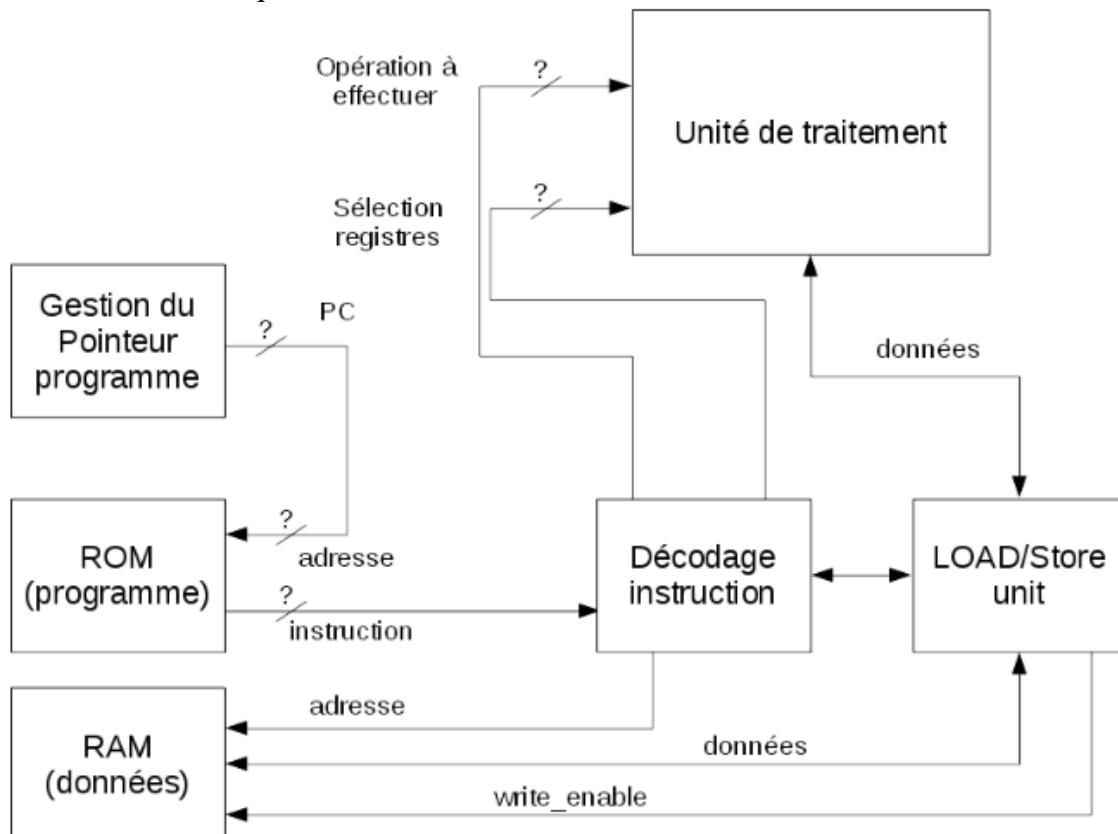 Opération à
effectuer
?
Unité de traitement
Sélection
registres
?
Gestion du
Pointeur
programme
?
PC
données
ROM
(programme)
?
adresse
?
instruction
Décodage
instruction
LOAD/Store
unit
RAM
(données)
adresse
données
write_enable